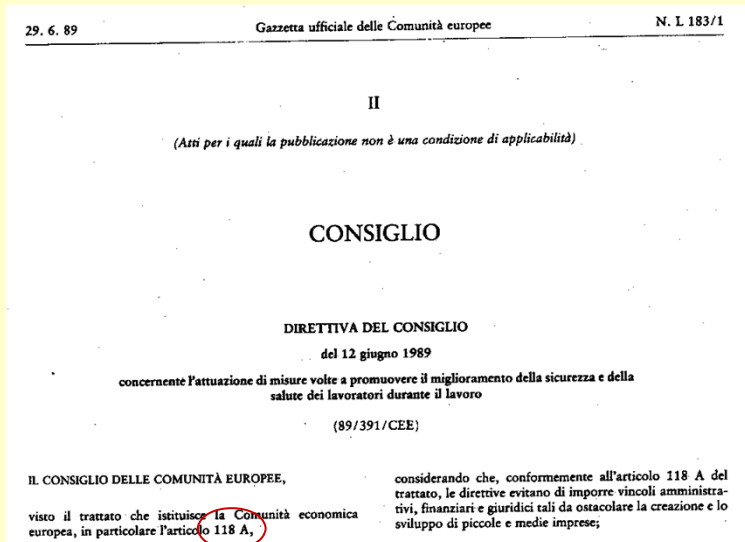 29. 6. 89
Gazzetta ufficiale delle Comunità europee
N. L 183/1
II
(Atti per i quali la pubblicazione non è una condizione di applicabilità)
CONSIGLIO
DIRETTIVA DEL CONSIGLIO
del 12 giugno 1989
concernente l'attuazione di misure volte a promuovere il miglioramento della sicurezza e della
salute dei lavoratori durante il lavoro
(89/391/CEE)
IL CONSIGLIO DELLE COMUNITÀ EUROPEE,
visto il trattato che istituisce la Comunità economica
europea, in particolare l'articolo 118 A,
considerando che, conformemente all'articolo 118 A del
trattato, le direttive evitano di imporre vincoli amministra-
tivi, finanziari e giuridici tali da ostacolare la creazione e lo
sviluppo di piccole e medie imprese;